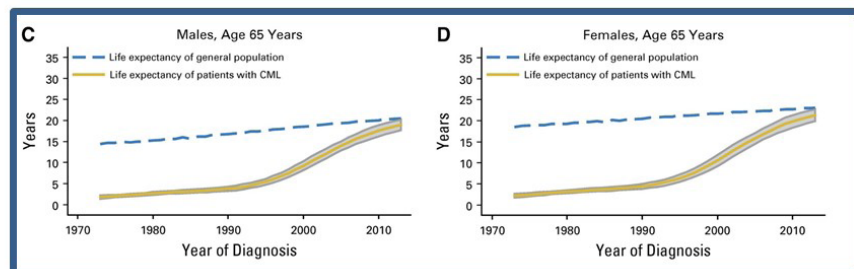 C
Males, Age 65 Years
Life expectancy of general population
Life expectancy of patients with CML
Years
35
30
25
20
15
10
5
0
1970
1980
1990
2000
2010
Year of Diagnosis
D
Females, Age 65 Years
Life expectancy of general population
Life expectancy of patients with CML
Years
35
30
25
20
15
10
5
0
1970
1980
1990
2000
2010
Year of Diagnosis